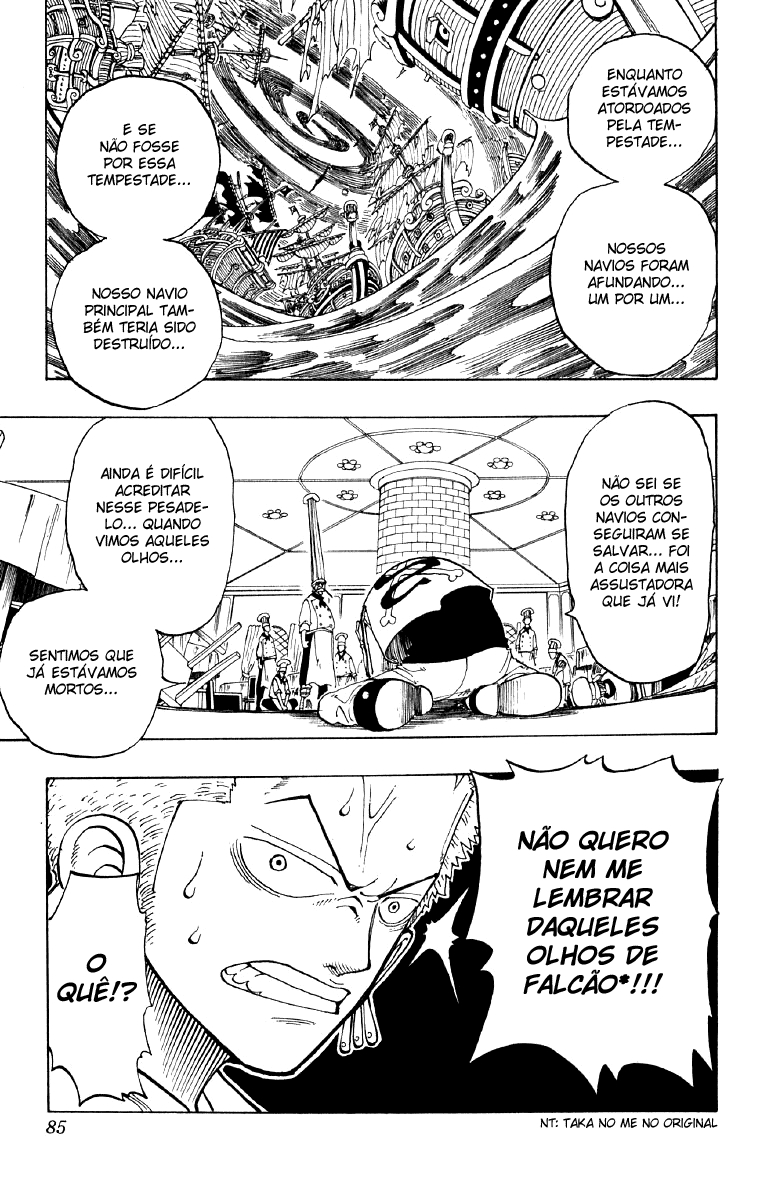 ENQUANTO
ESTÁVAMOS
ATORDOADOS
PELA TEM-
PESTADE...
NOSSOS
NAVIOS FORAM
AFUNDANDO...
UM POR UM...
E SE
NÃO FOSSE
POR ESSA
TEMPESTADE...
NOSSO NAVIO
PRINCIPAL TAM-
BÉM TERIA SIDO
DESTRUÍDO...
NÃO SEI SE
OS OUTROS
NAVIOS CON-
SEGUIRAM SE
SALVAR... FOI
A COISA MAIS
ASSUSTADORA
QUE JÁ VI!
AINDA É DIFÍCIL
ACREDITAR
NESSE PESADE-
LO... QUANDO
VIMOS AQUELES
OLHOS...
SENTIMOS QUE
JÁ ESTÁVAMOS
MORTOS...
NÃO QUERO
NEM ME
LEMBRAR
DAQUELES
OLHOS DE
FALCÃO*!!!
O
QUÊ!?
85
NT: TAKA NO ME NO ORIGINAL